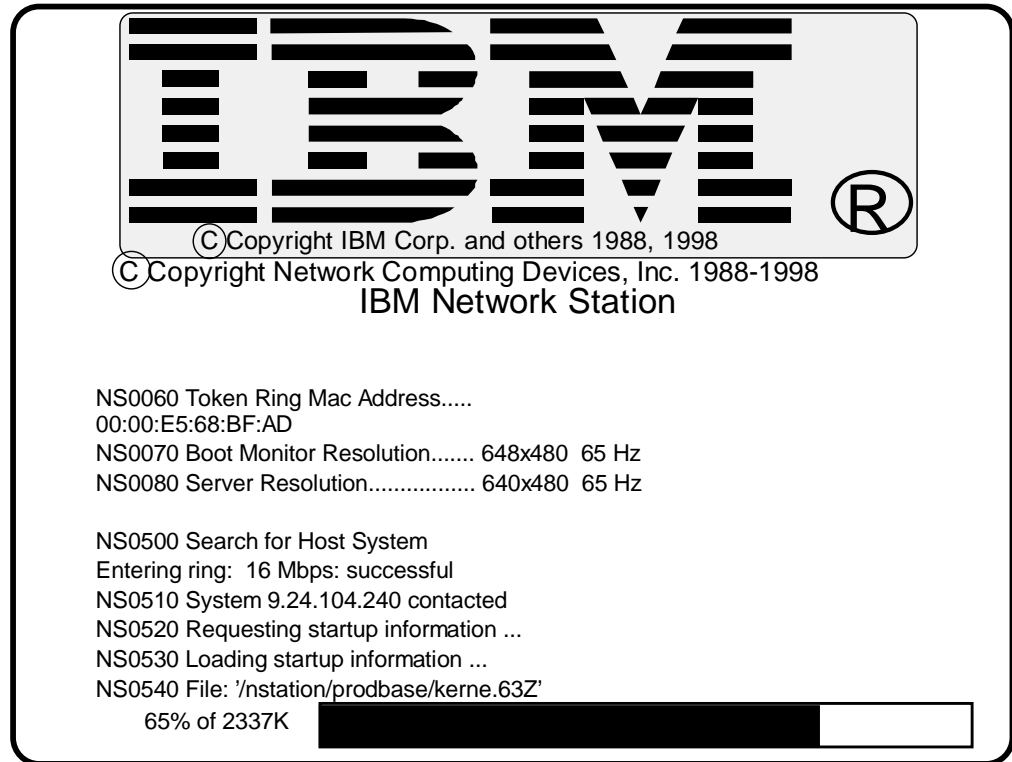 IBM
®
©Copyright IBM Corp. and others 1988, 1998
©Copyright Network Computing Devices, Inc. 1988-1998
IBM Network Station
NS0060 Token Ring Mac Address.....
00:00:E5:68:BF:AD
NS0070 Boot Monitor Resolution....... 648x480 65 Hz
NS0080 Server Resolution................. 640x480 65 Hz
NS0500 Search for Host System
Entering ring: 16 Mbps: successful
NS0510 System 9.24.104.240 contacted
NS0520 Requesting startup information ...
NS0530 Loading startup information ...
NS0540 File: '/nstation/prodbase/kerne.63Z'
65% of 2337K